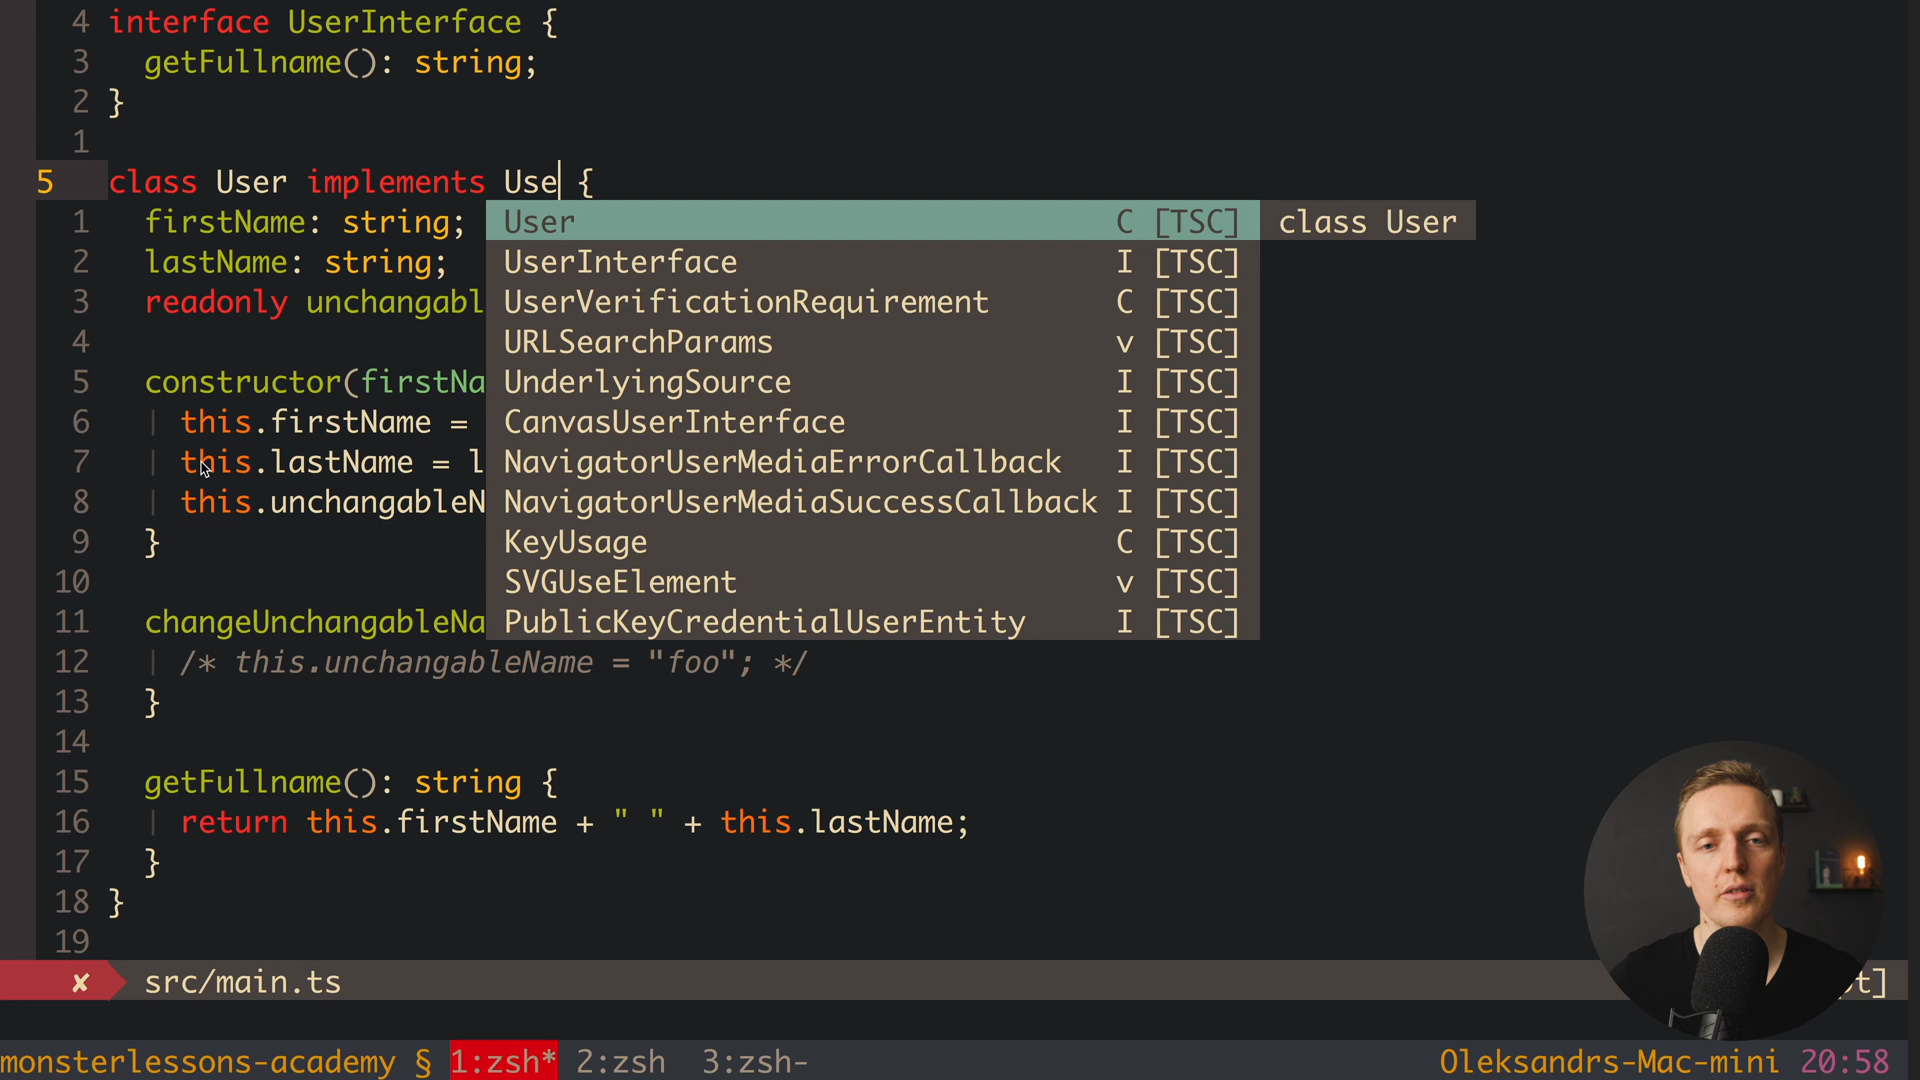 4 interface UserInterface {
3 getFullname(): string;
2 }
1
5 class User implements Use {
1 firstName: string;
User C [TSC] class User
2 lastName: string;
UserInterface I [TSC]
3 readonly unchangabl
UserVerificationRequirement C [TSC]
4
URLSearchParams v [TSC]
5 constructor(firstNa
UnderlyingSource I [TSC]
6 | this.firstName =
CanvasUserInterface I [TSC]
7 | this.lastName = l
NavigatorUserMediaErrorCallback I [TSC]
8 | this.unchangableN
NavigatorUserMediaSuccessCallback I [TSC]
9 }
KeyUsage C [TSC]
10
SVGUseElement v [TSC]
11 changeUnchangableNa
PublicKeyCredentialUserEntity I [TSC]
12 | /* this.unchangableName = "foo"; */
13 }
14
15 getFullname(): string {
16 | return this.firstName + " " + this.lastName;
17 }
18 }
19
✘ src/main.ts t]
monsterlessons-academy § 1:zsh* 2:zsh 3:zsh- Oleksandrs-Mac-mini 20:58